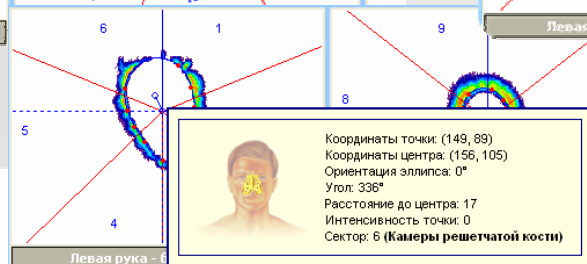 6
1
9
Левая
5
8
4
Координаты точки: (149, 89)
Координаты центра: (156, 105)
Ориентация эллипса: 0°
Угол: 336°
Расстояние до центра: 17
Интенсивность точки: 0
Сектор: 6 (Камеры решетчатой кости)
Левая рука - 6